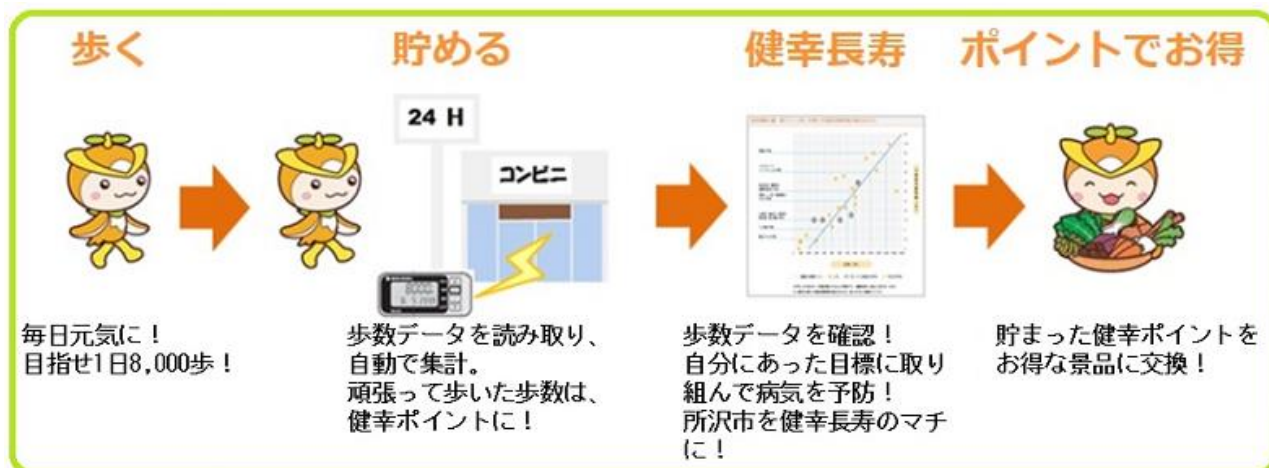 歩く
貯める
健幸長寿
ポイントでお得
24 H
コンビニ
毎日元気に！
目指せ1日8,000歩！
歩数データを読み取り、
自動で集計。
頑張って歩いた歩数は、
健幸ポイントに！
歩数データを確認！
自分にあった目標に取り
組んで病気を予防！
所沢市を健幸長寿のマチ
に！
貯まった健幸ポイントを
お得な景品に交換！